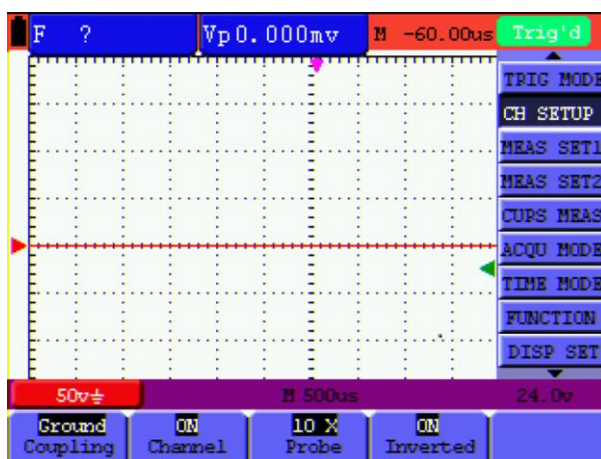 F ? Vp0.000mv M -60.00us Trig'd
TRIG MODE
CH SETUP
MEAS SET1
MEAS SET2
CUPS MEAS
ACQU MODE
TIME MODE
FUNCTION
DISP SET
50v M 500us 24.0v
Ground ON 10 X ON
Coupling Channel Probe Inverted